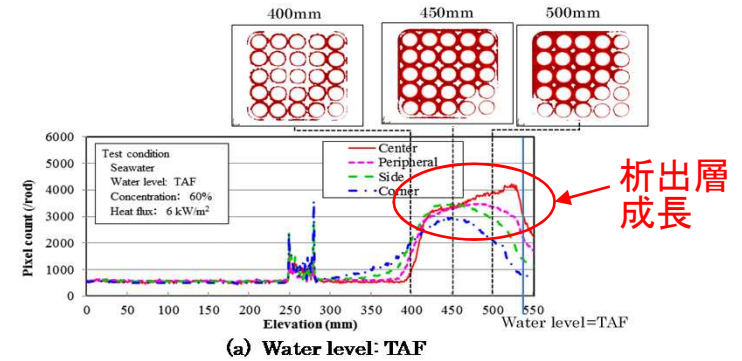 400mm 450mm 500mm
6000
5000
4000
3000
2000
1000
0
Pixel count (/rod)
Test condition
Seawater
Water level: TAF
Concentration: 60%
Heat flux: 6 kW/m²
Center
Peripheral
Side
Corner
析出層
成長
0 50 100 150 200 250 300 350 400 450 500 550
Elevation (mm)
Water level=TAF
(a) Water level: TAF